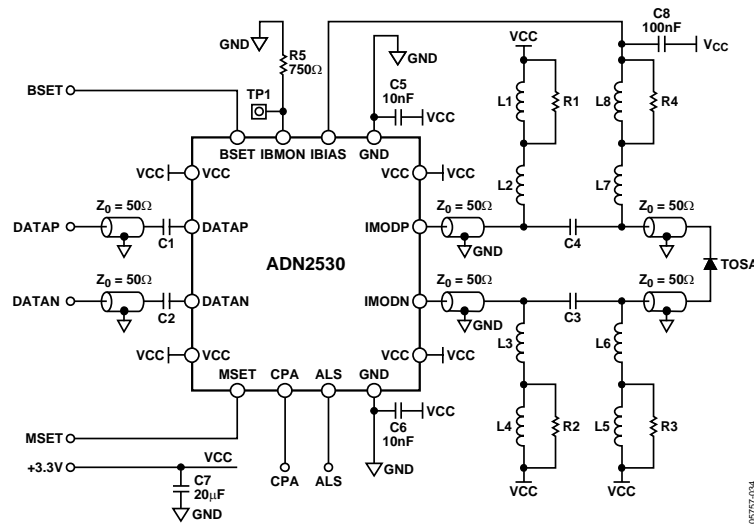 C8
100nF
VCC
GND
R5
750Ω
TP1
GND
C5
10nF
VCC
VCC
L1
R1
L8
R4
BSET
BSET IBMON IBIAS GND
VCC
VCC
VCC
VCC
L2
L7
Z0 = 50Ω
Z0 = 50Ω
Z0 = 50Ω
DATAP
C1
DATAP
IMODP
GND
C4
ADN2530
TOSA
Z0 = 50Ω
Z0 = 50Ω
Z0 = 50Ω
C3
DATAN
C2
DATAN
IMODN
GND
L3
L6
VCC
VCC
VCC
VCC
MSET CPA ALS GND
C6
10nF
VCC
L4
R2
L5
R3
MSET
+3.3V
VCC
C7
20μF
GND
CPA
ALS
GND
VCC
VCC
05757-034